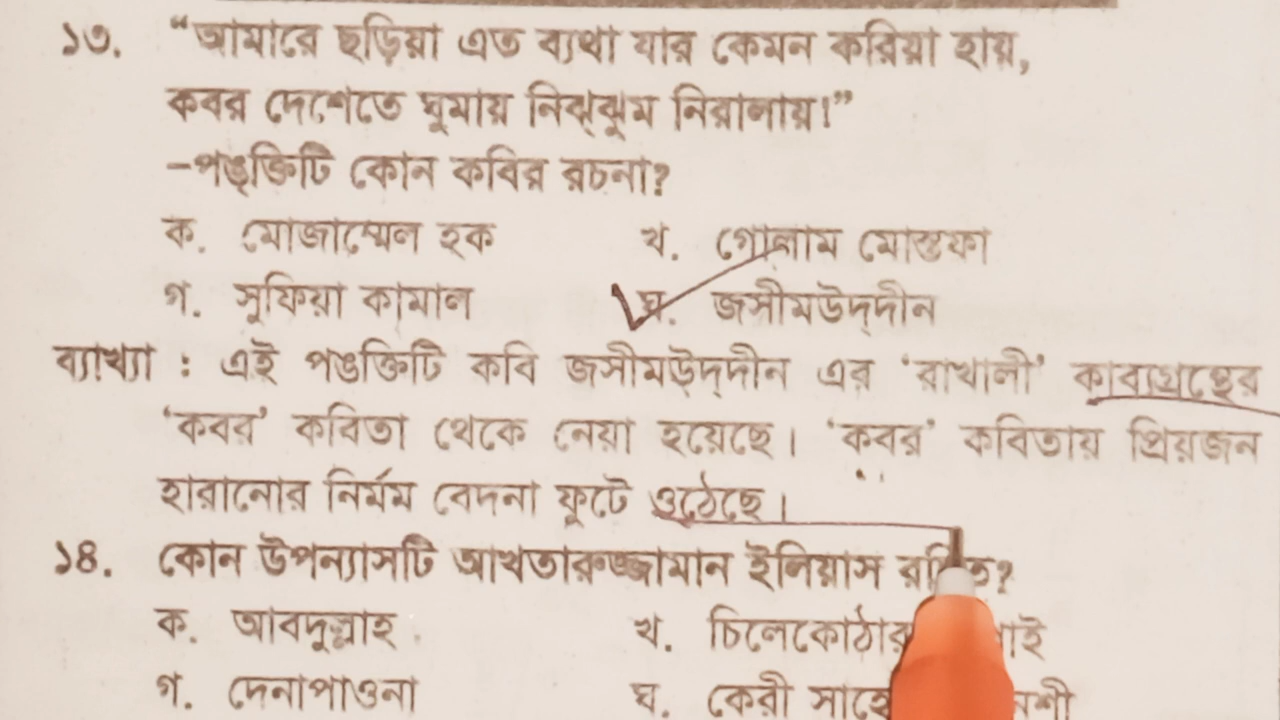 ১৩. “আমারে ছাড়িয়া এত ব্যথা যার কেমন করিয়া হায়,
কবর দেশেতে ঘুমায় নিঝ্ঝুম নিরালায়।”
–পঙ্ক্তিটি কোন কবির রচনা?
ক. মোজাম্মেল হক খ. গোলাম মোস্তফা
গ. সুফিয়া কামাল ঘ. জসীমউদ্‌দীন
ব্যাখ্যা : এই পঙক্তিটি কবি জসীমউদ্‌দীন এর ‘রাখালী’ কাব্যগ্রন্থের
‘কবর’ কবিতা থেকে নেয়া হয়েছে। ‘কবর’ কবিতায় প্রিয়জন
হারানোর নির্মম বেদনা ফুটে ওঠেছে।
১৪. কোন উপন্যাসটি আখতারুজ্জামান ইলিয়াস
ক. আবদুল্লাহ খ.
গ. দেনাপাওনা ঘ. কেরী